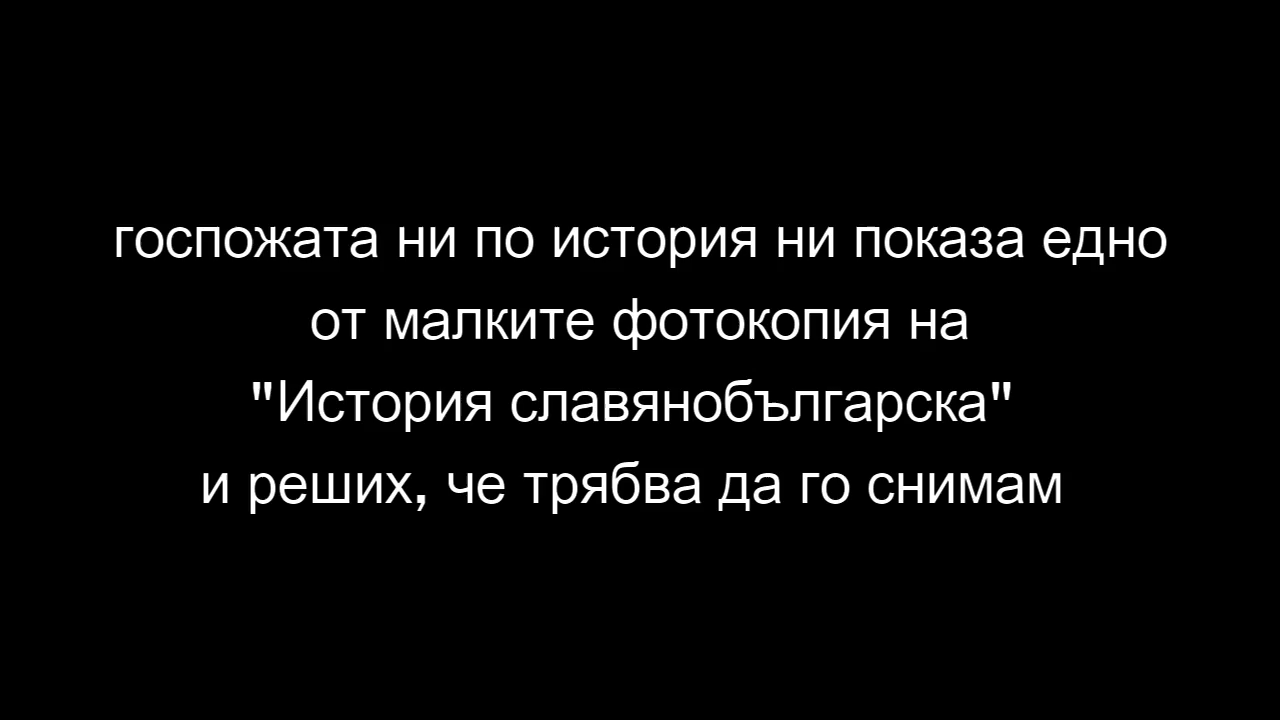 госпожата ни по история ни показа едно
от малките фотокопия на
"История славянобългарска"
и реших, че трябва да го снимам